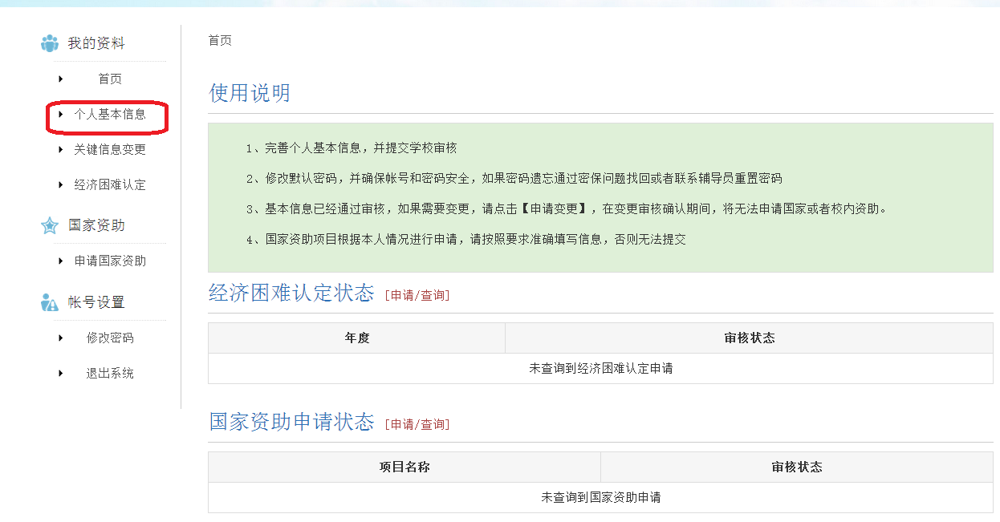 我的资料
首页
个人基本信息
关键信息变更
经济困难认定
国家资助
申请国家资助
帐号设置
修改密码
退出系统
首页
使用说明
1、完善个人基本信息，并提交学校审核
2、修改默认密码，并确保帐号和密码安全，如果密码遗忘通过密保问题找回或者联系辅导员重置密码
3、基本信息已经通过审核，如果需要变更，请点击【申请变更】，在变更审核确认期间，将无法申请国家或者校内资助。
4、国家资助项目根据本人情况进行申请，请按照要求准确填写信息，否则无法提交
经济困难认定状态 [申请/查询]
年度 审核状态
未查询到经济困难认定申请
国家资助申请状态 [申请/查询]
项目名称 审核状态
未查询到国家资助申请